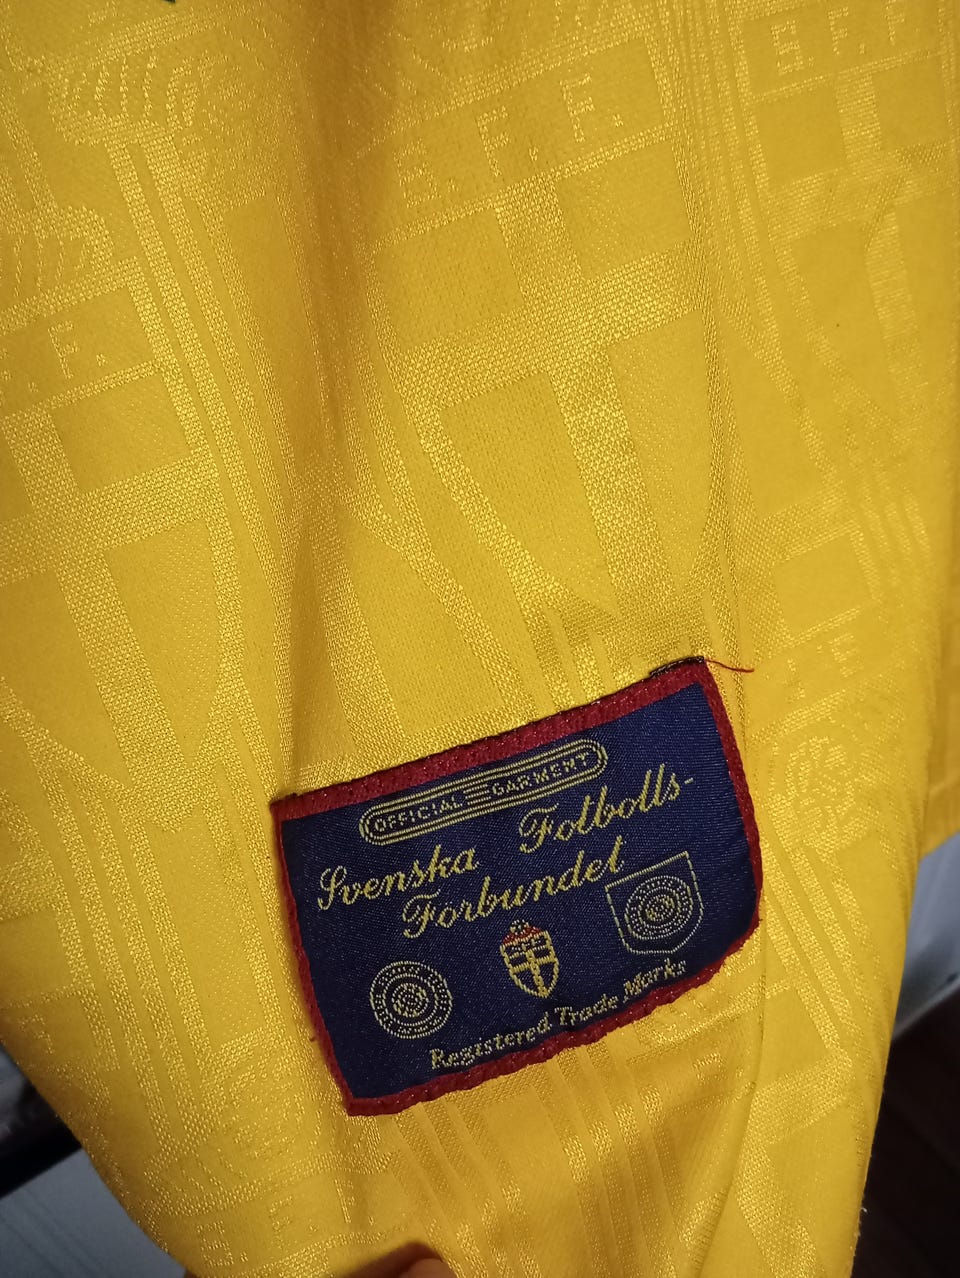 S.F.F.
F.F.
OFFICIAL GARMENT
Svenska Fotbolls-
Forbundet
Registered Trade Marks